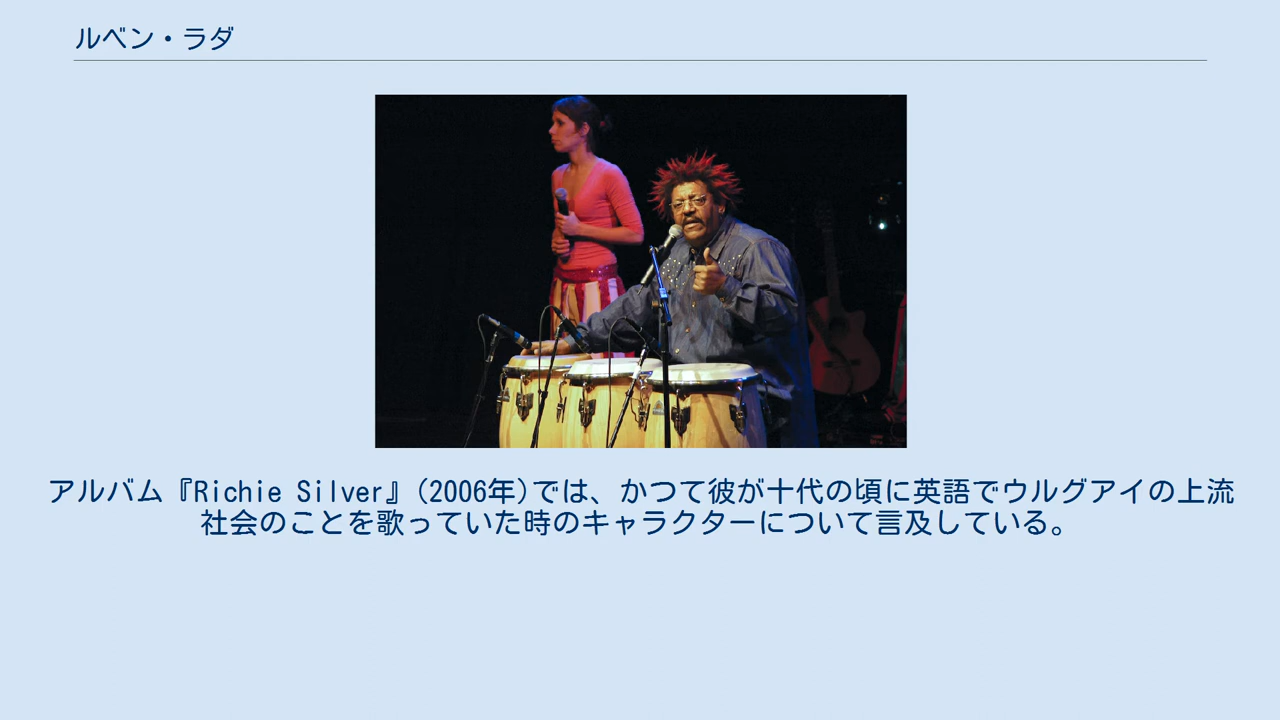 ルベン・ラダ
アルバム『Richie Silver』(2006年)では、かつて彼が十代の頃に英語でウルグアイの上流
社会のことを歌っていた時のキャラクターについて言及している。